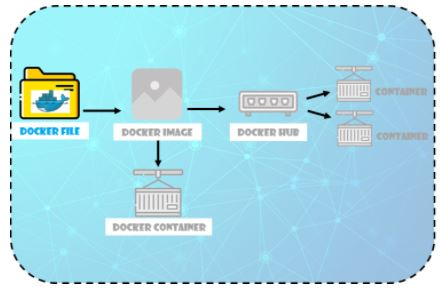 DOCKER FILE
DOCKER IMAGE
DOCKER HUB
CONTAINER
CONTAINER
DOCKER CONTAINER